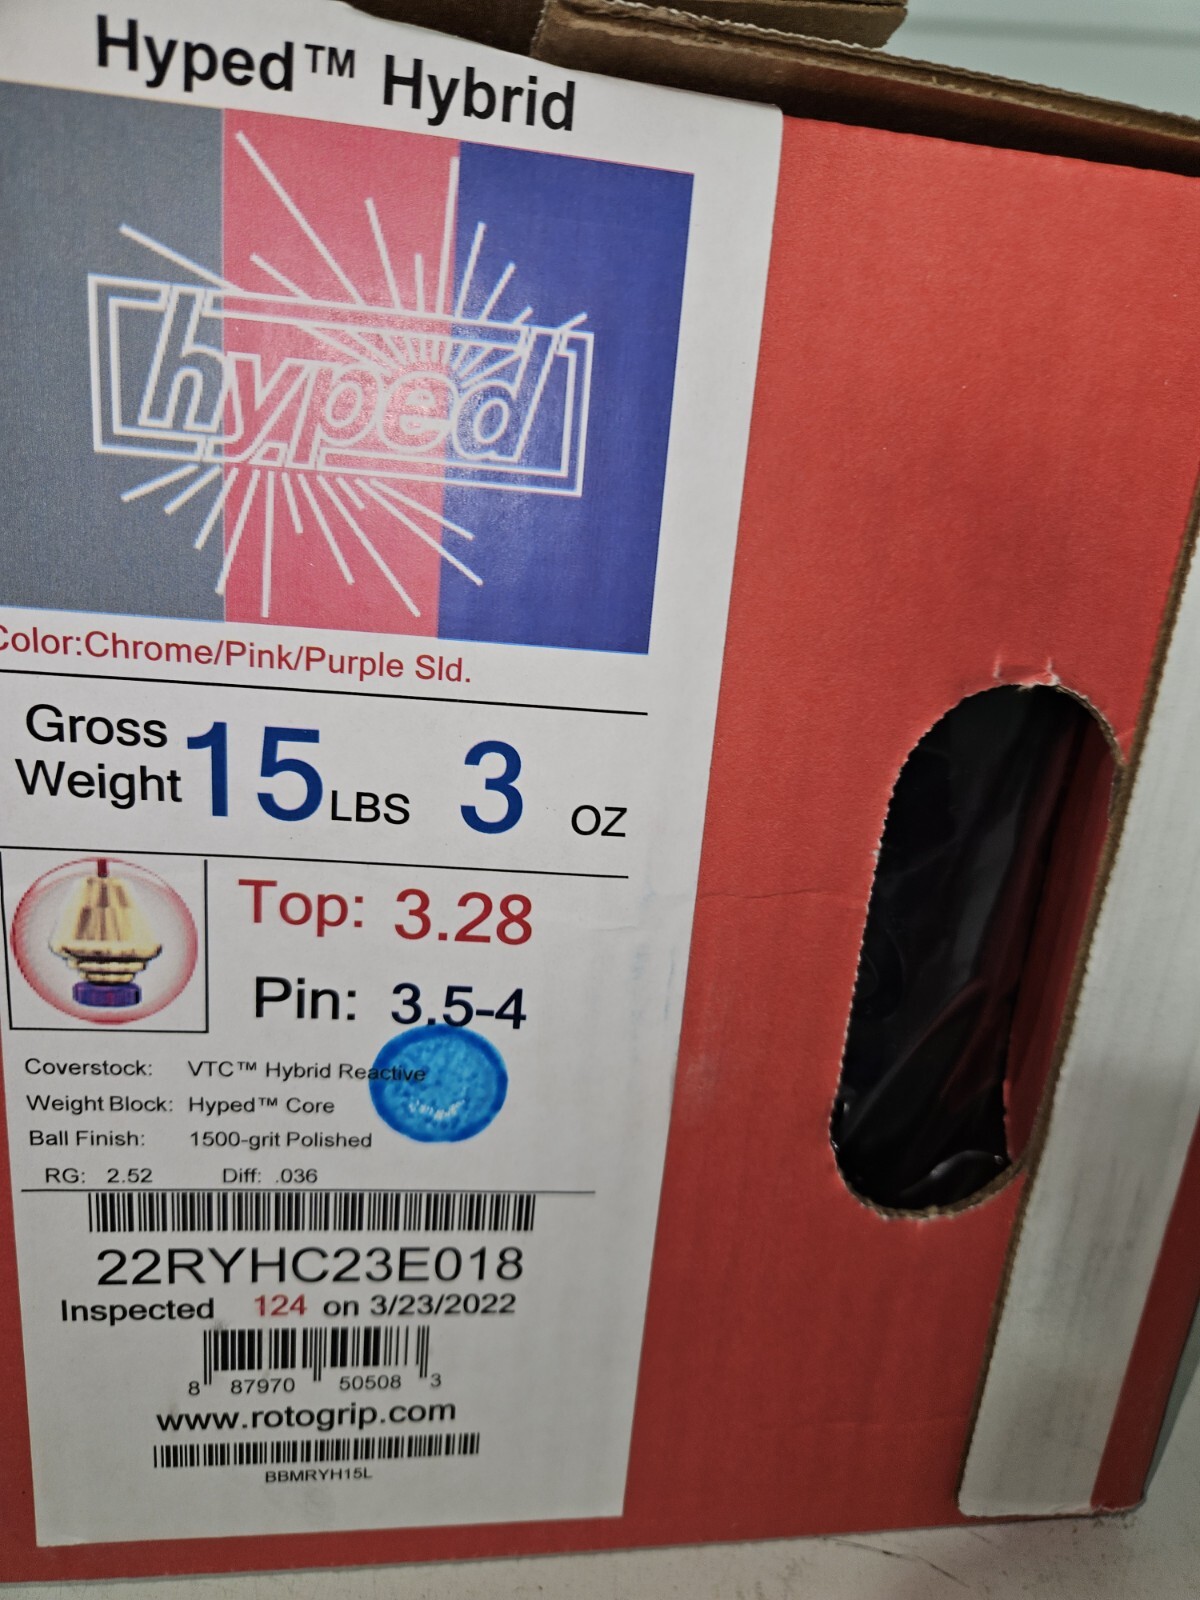 Hyped™ Hybrid
hyped
Color:Chrome/Pink/Purple Sld.
Gross Weight 15 LBS 3 OZ
Top: 3.28
Pin: 3.5-4
Coverstock: VTC™ Hybrid Reactive
Weight Block: Hyped™ Core
Ball Finish: 1500-grit Polished
RG: 2.52 Diff: .036
22RYHC23E018
Inspected 124 on 3/23/2022
8 87970 50508 3
www.rotogrip.com
BBMRYH15L